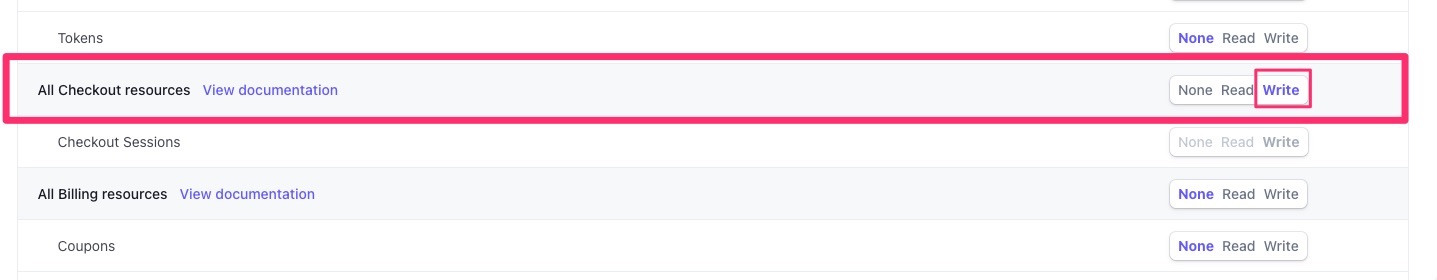 Tokens None Read Write
All Checkout resources View documentation None Read Write
Checkout Sessions None Read Write
All Billing resources View documentation None Read Write
Coupons None Read Write